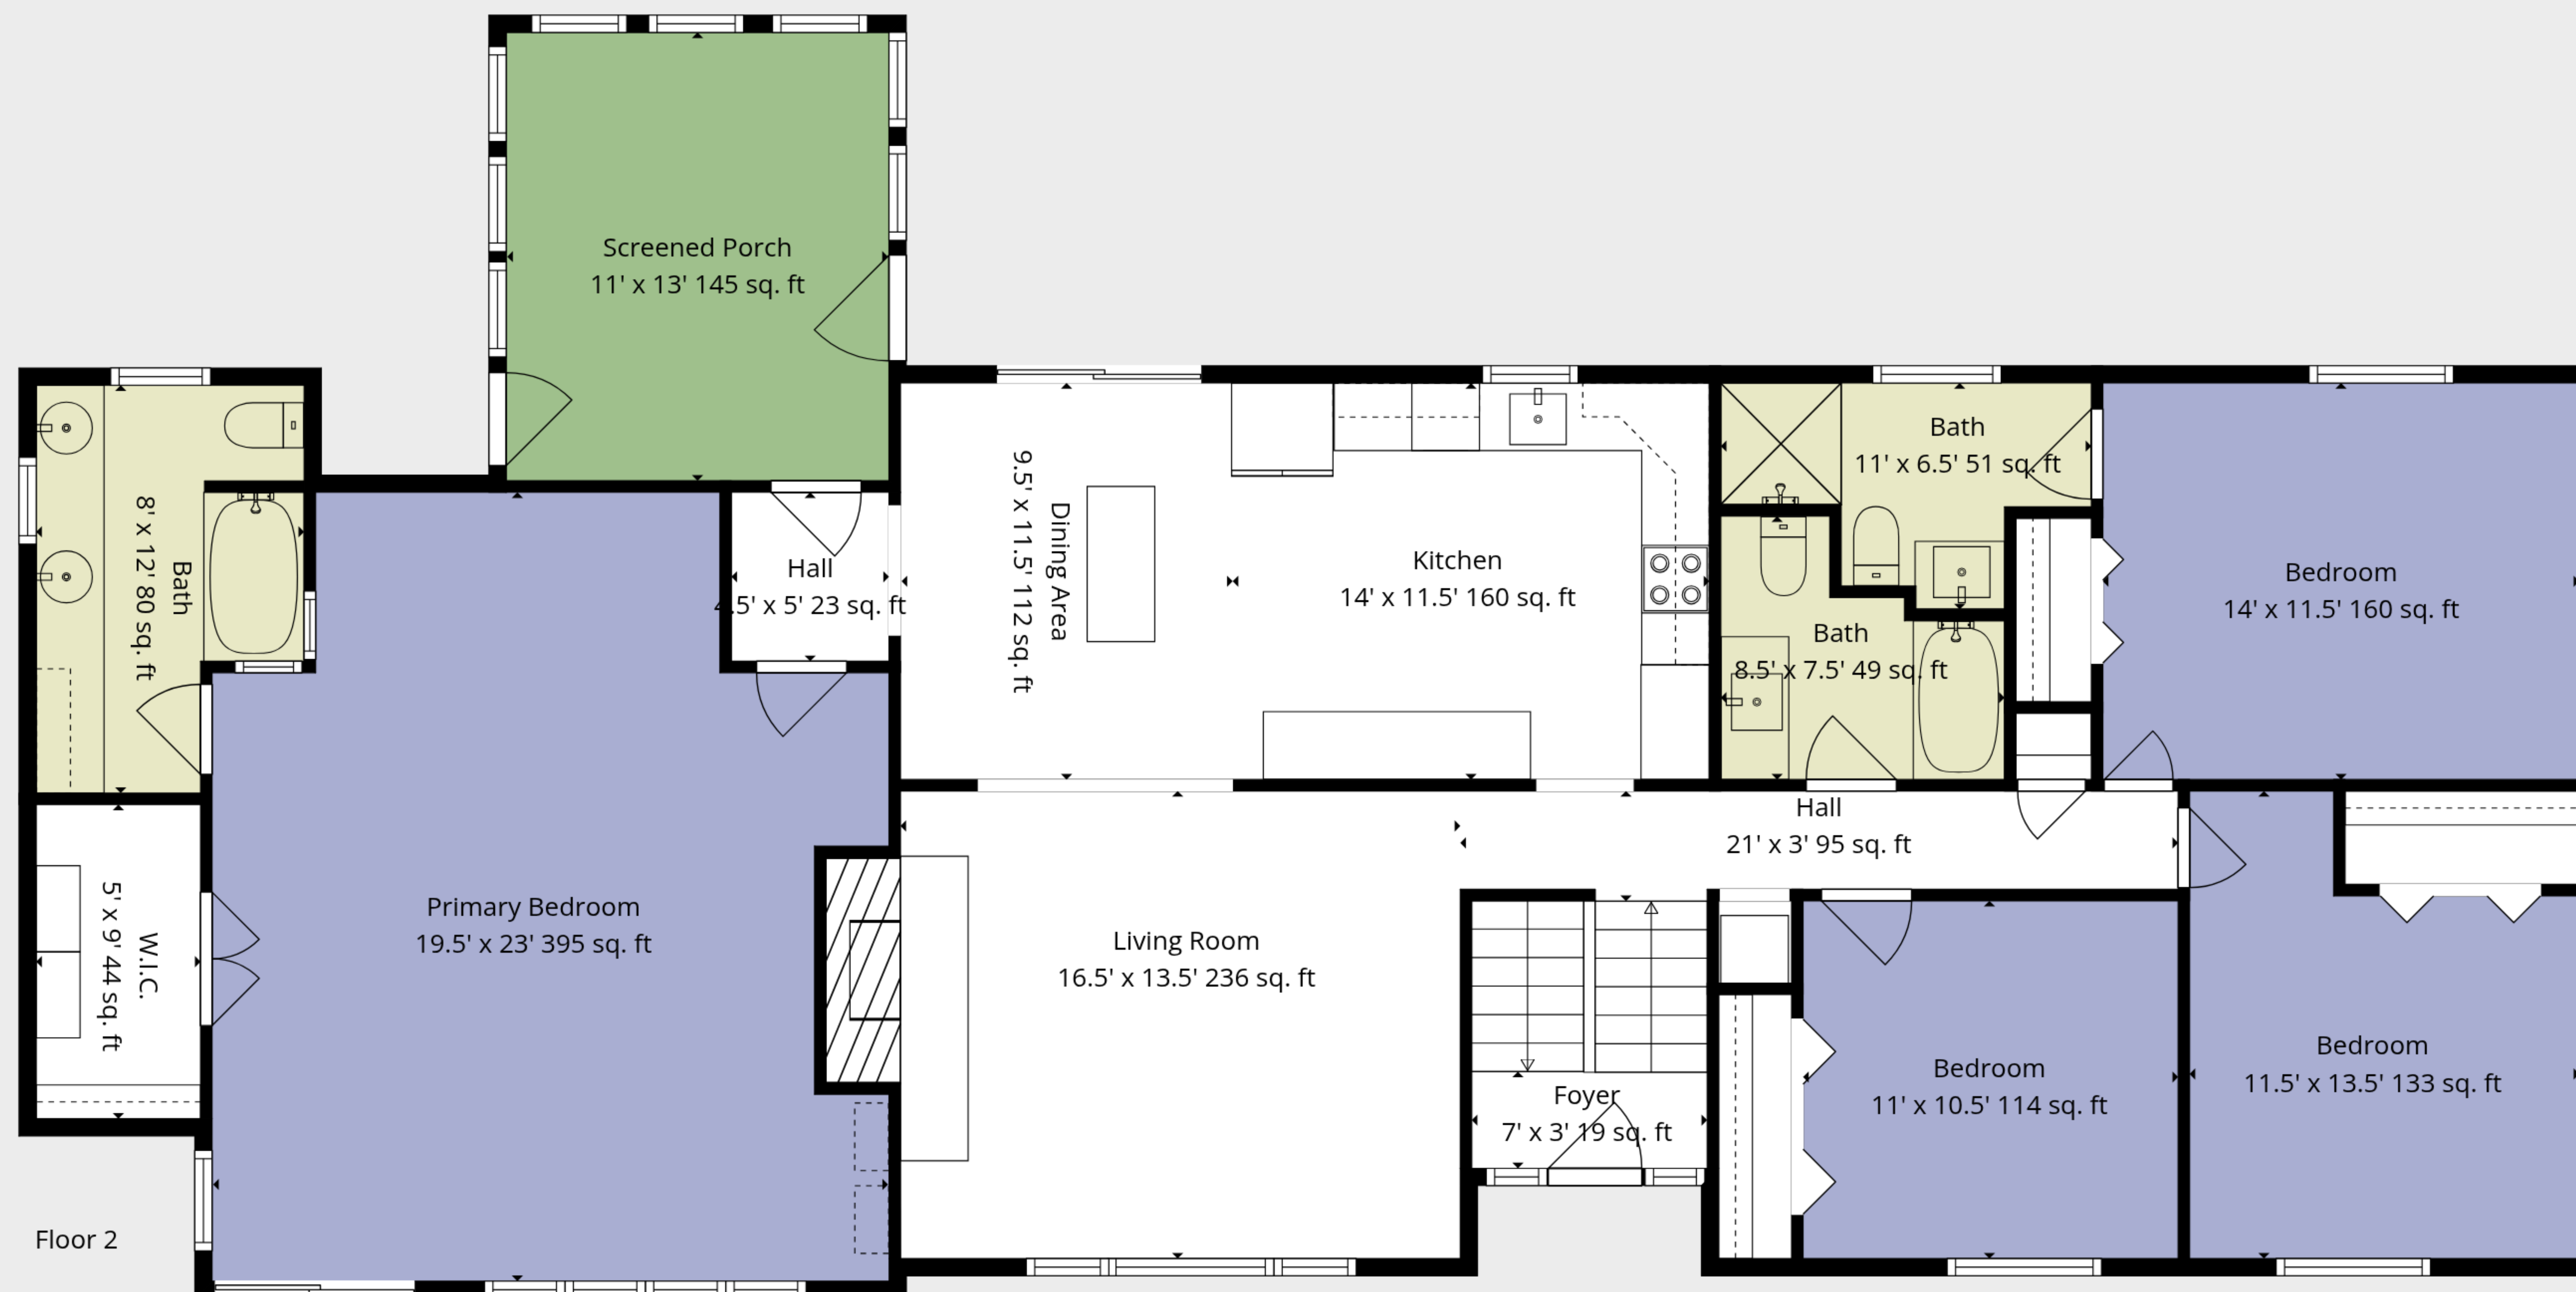 Screened Porch
11' x 13' 145 sq. ft
Bath
8' x 12' 80 sq. ft
Hall
4.5' x 5' 23 sq. ft
Dining Area
9.5' x 11.5' 112 sq. ft
Kitchen
14' x 11.5' 160 sq. ft
Bath
11' x 6.5' 51 sq. ft
Bath
8.5' x 7.5' 49 sq. ft
Bedroom
14' x 11.5' 160 sq. ft
Hall
21' x 3' 95 sq. ft
W.I.C.
5' x 9' 44 sq. ft
Primary Bedroom
19.5' x 23' 395 sq. ft
Living Room
16.5' x 13.5' 236 sq. ft
Foyer
7' x 3' 19 sq. ft
Bedroom
11' x 10.5' 114 sq. ft
Bedroom
11.5' x 13.5' 133 sq. ft
Floor 2